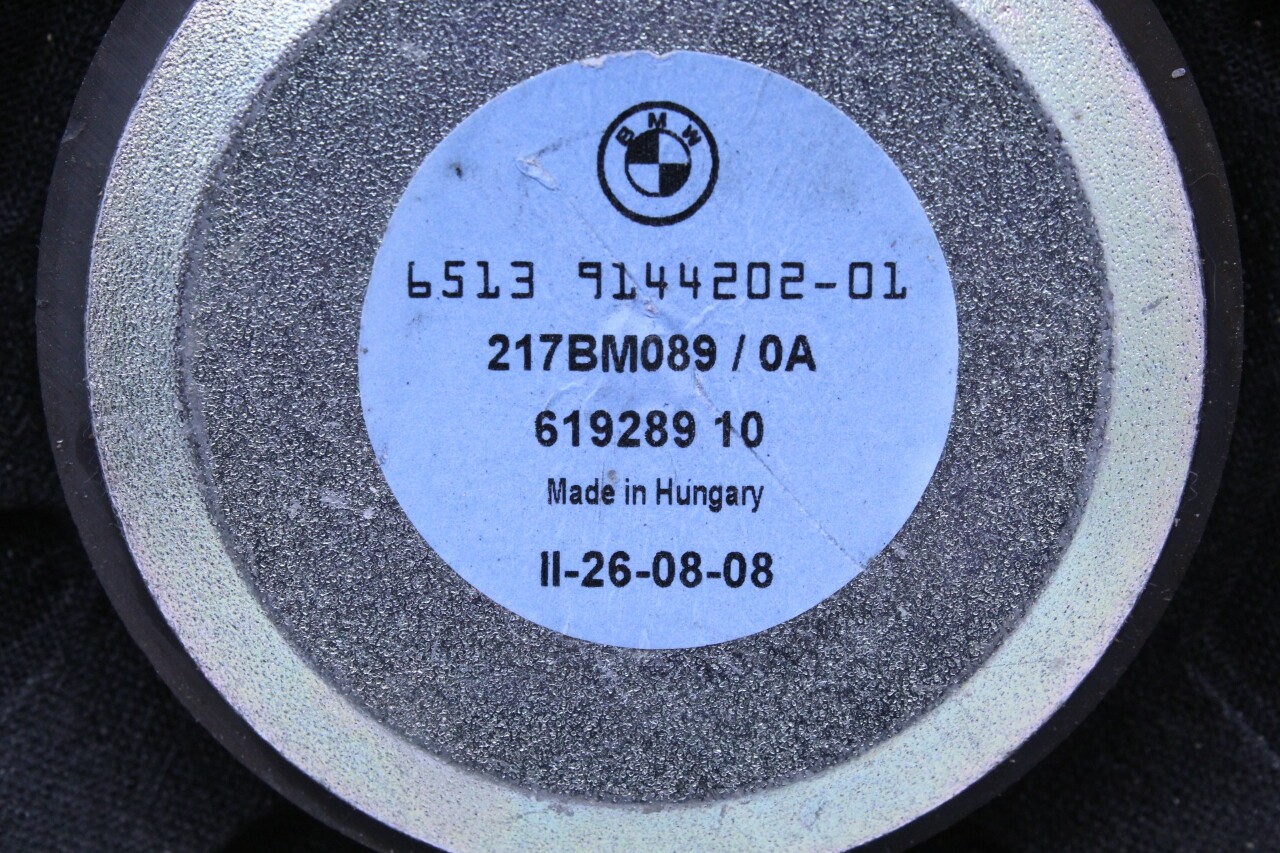 BMW
6513 9144202-01
217BM089 / 0A
619289 10
Made in Hungary
II-26-08-08